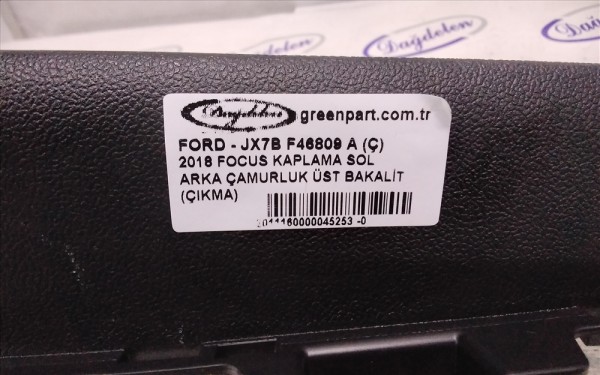 Dağdelen
Dağdelen
Dağdelen greenpart.com.tr
FORD - JX7B F46809 A (Ç)
2018 FOCUS KAPLAMA SOL
ARKA ÇAMURLUK ÜST BAKALİT
(ÇIKMA)
2011160000045253 -0